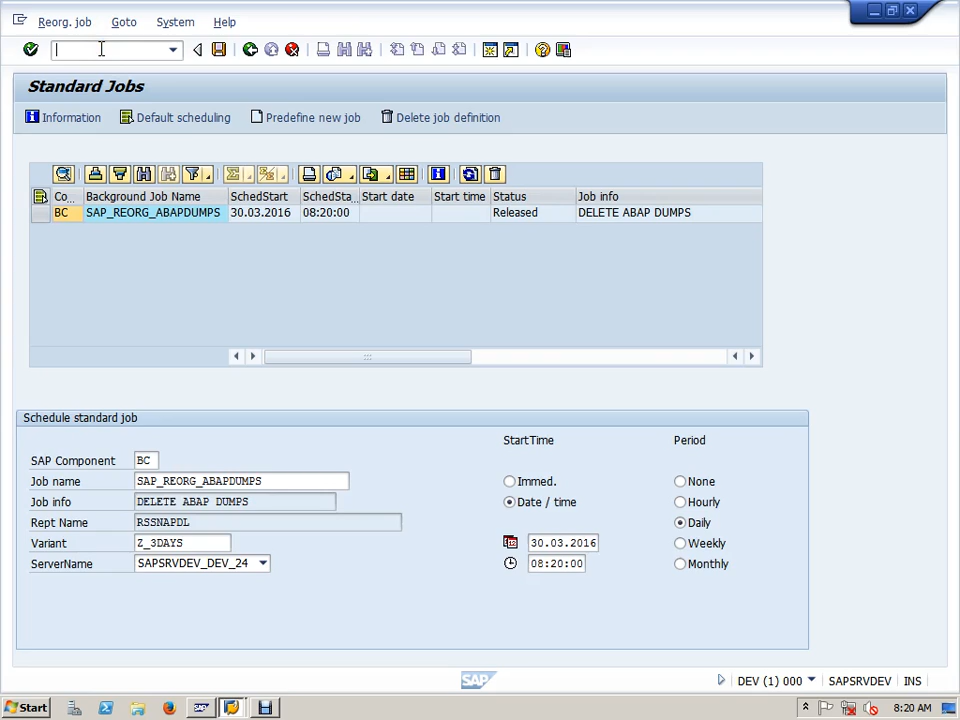 Reorg. job Goto System Help
Standard Jobs
Information Default scheduling Predefine new job Delete job definition
Co... Background Job Name SchedStart SchedSta... Start date Start time Status Job info
BC SAP_REORG_ABAPDUMPS 30.03.2016 08:20:00 Released DELETE ABAP DUMPS
Schedule standard job
StartTime Period
SAP Component BC
Job name SAP_REORG_ABAPDUMPS Immed. None
Job info DELETE ABAP DUMPS Date / time Hourly
Rept Name RSSNAPDL Daily
Variant Z_3DAYS 30.03.2016 Weekly
ServerName SAPSRVDEV_DEV_24 08:20:00 Monthly
SAP DEV (1) 000 SAPSRVDEV INS
Start 8:20 AM